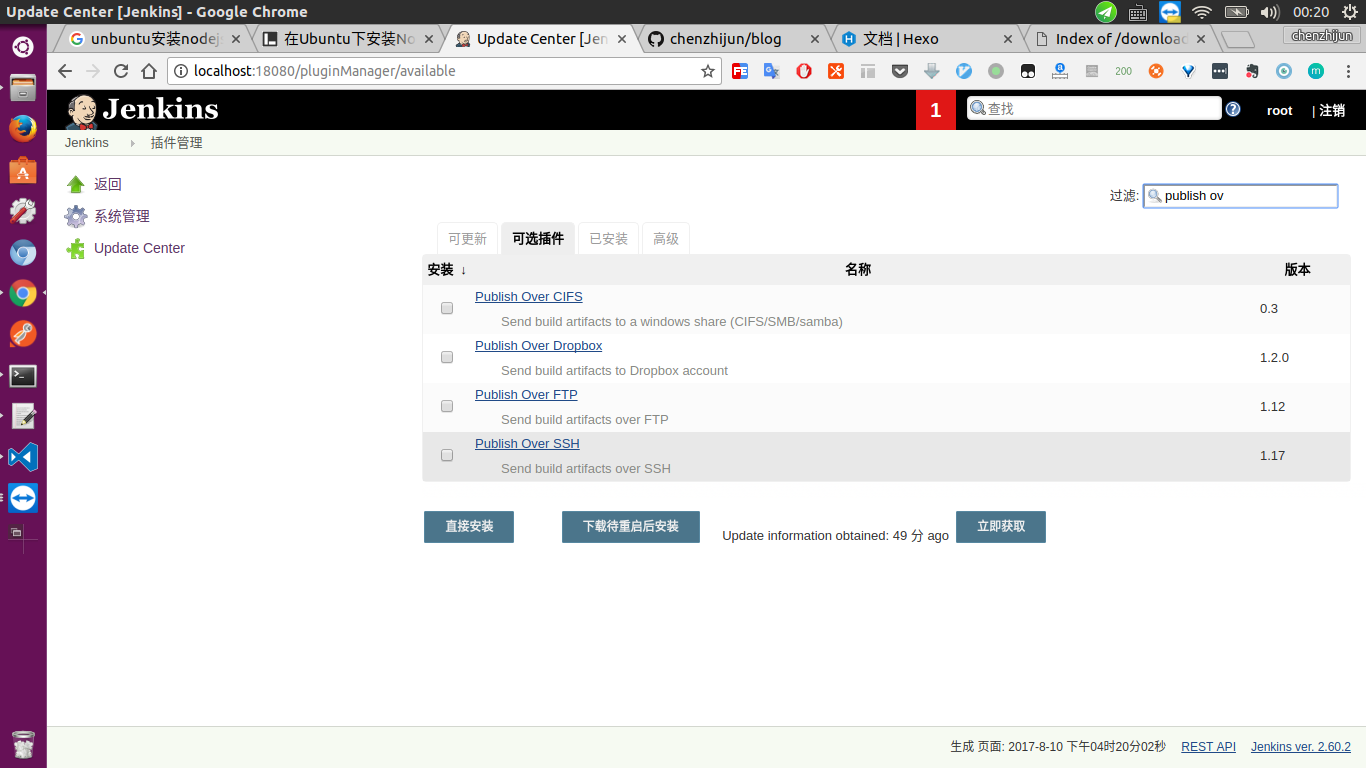 Update Center [Jenkins] - Google Chrome
00:20
unbuntu安装nodejs
在Ubuntu下安装No
Update Center [Jen
chenzhijun/blog
文档 | Hexo
Index of /download
chenzhijun
localhost:18080/pluginManager/available
200
Jenkins
1
查找
root
| 注销
Jenkins
插件管理
返回
系统管理
Update Center
过滤: publish ov
可更新
可选插件
已安装
高级
安装 ↓
名称
版本
Publish Over CIFS
Send build artifacts to a windows share (CIFS/SMB/samba)
0.3
Publish Over Dropbox
Send build artifacts to Dropbox account
1.2.0
Publish Over FTP
Send build artifacts over FTP
1.12
Publish Over SSH
Send build artifacts over SSH
1.17
直接安装
下载待重启后安装
Update information obtained: 49 分 ago
立即获取
生成 页面: 2017-8-10 下午04时20分02秒
REST API
Jenkins ver. 2.60.2